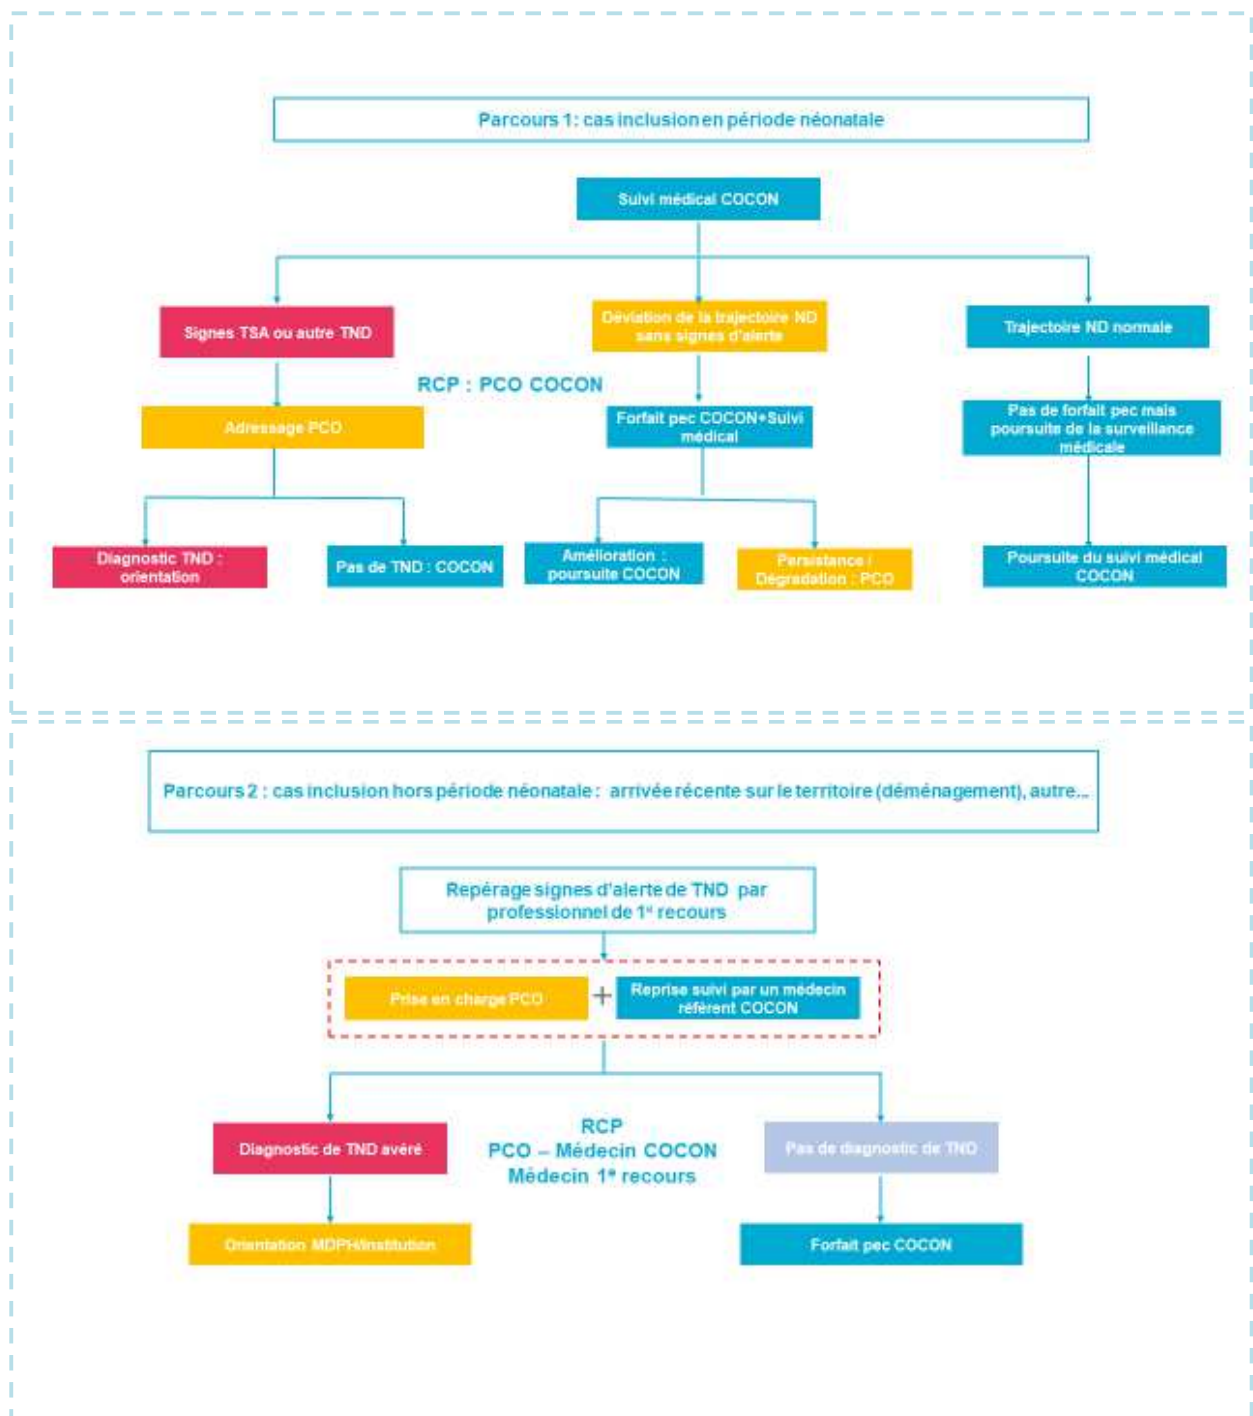 Parcours 1: cas inclusion en période néonatale
Suivi médical COCON
Signes TSA ou autre TND
Déviation de la trajectoire ND
sans signes d'alerte
Trajectoire ND normale
RCP : PCO COCON
Adressage PCO
Forfait pec COCON+Suivi
médical
Pas de forfait pec mais
poursuite de la surveillance
médicale
Diagnostic TND :
orientation
Pas de TND : COCON
Amélioration :
poursuite COCON
Persistance /
Dégradation : PCO
Poursuite du suivi médical
COCON
Parcours 2 : cas inclusion hors période néonatale : arrivée récente sur le territoire (déménagement), autre...
Repérage signes d'alerte de TND par
professionnel de 1er recours
Prise en charge PCO
+
Reprise suivi par un médecin
référent COCON
Diagnostic de TND avéré
RCP
PCO – Médecin COCON
Médecin 1e recours
Pas de diagnostic de TND
Orientation MDPH/institution
Forfait pec COCON